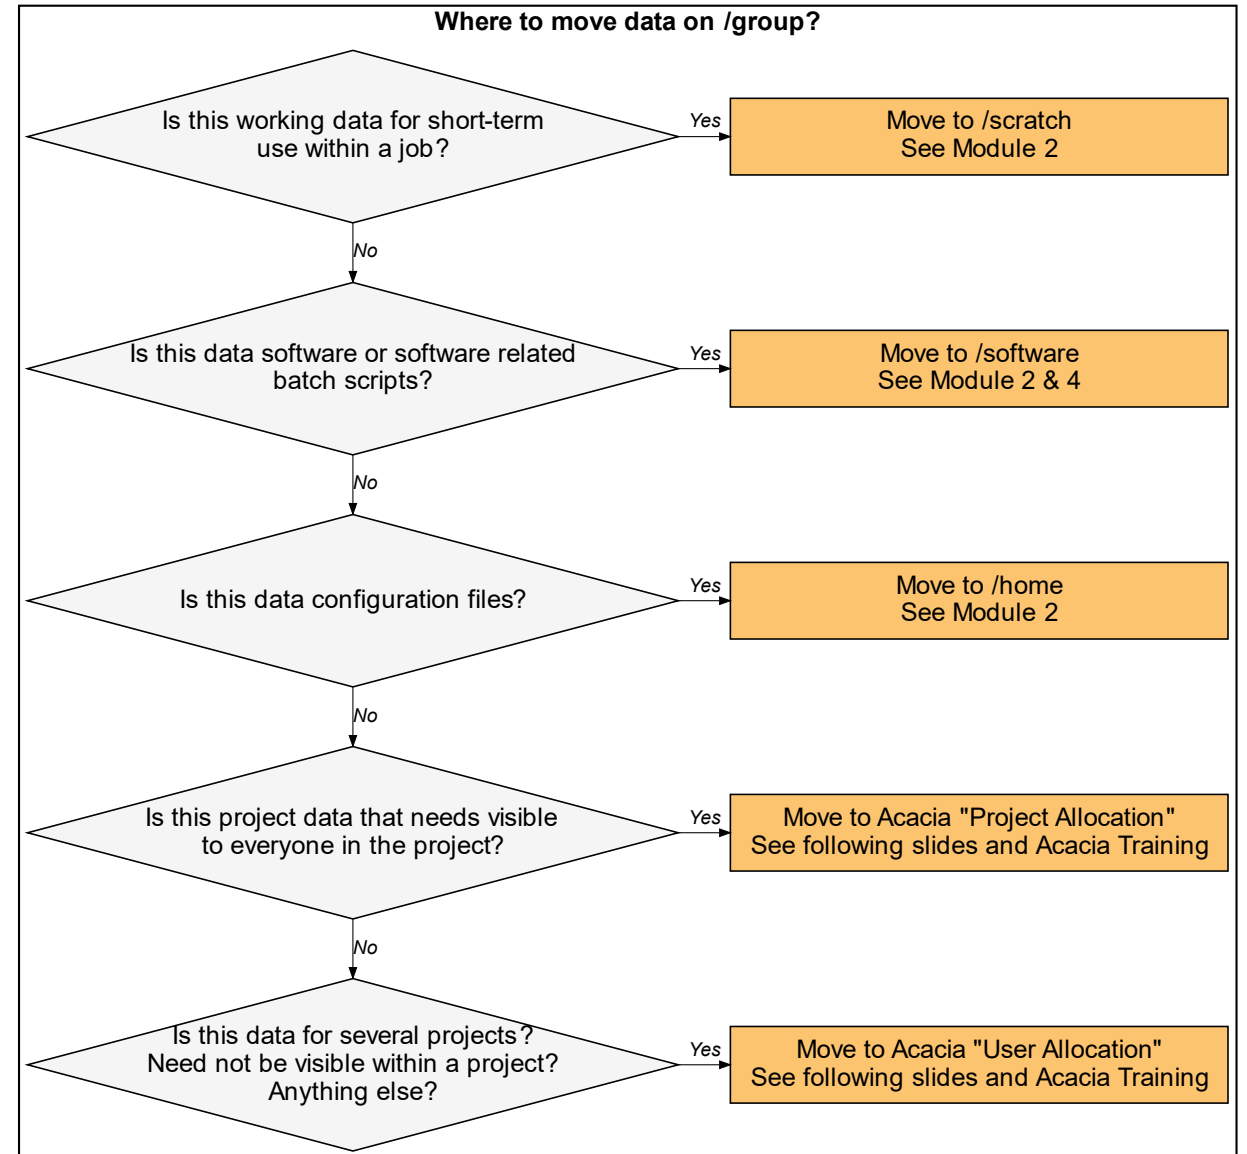 Where to move data on /group?
Is this working data for short-term
use within a job?
Yes
Move to /scratch
See Module 2
No
Is this data software or software related
batch scripts?
Yes
Move to /software
See Module 2 & 4
No
Is this data configuration files?
Yes
Move to /home
See Module 2
No
Is this project data that needs visible
to everyone in the project?
Yes
Move to Acacia "Project Allocation"
See following slides and Acacia Training
No
Is this data for several projects?
Need not be visible within a project?
Anything else?
Yes
Move to Acacia "User Allocation"
See following slides and Acacia Training